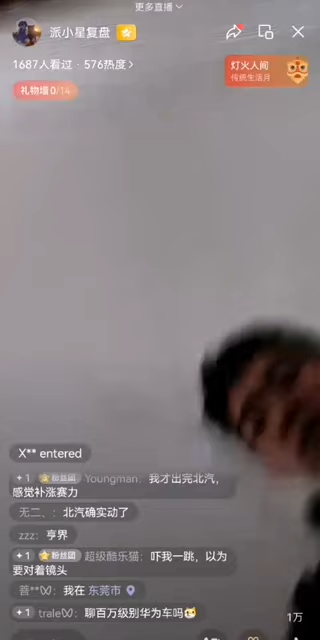 更多直播
派小星复盘
1687人看过 · 576热度 >
灯火人间
传统生活月
礼物墙0/14
X** entered
+1 粉丝团 Youngman: 我才出完北汽,
感觉补涨赛力
无二、: 北汽确实动了
zzz: 亨界
+1 粉丝团 超级酷乐猫: 吓我一跳,以为
要对着镜头
我在 东莞市
+1 trale: 聊百万级别华为车吗
1万